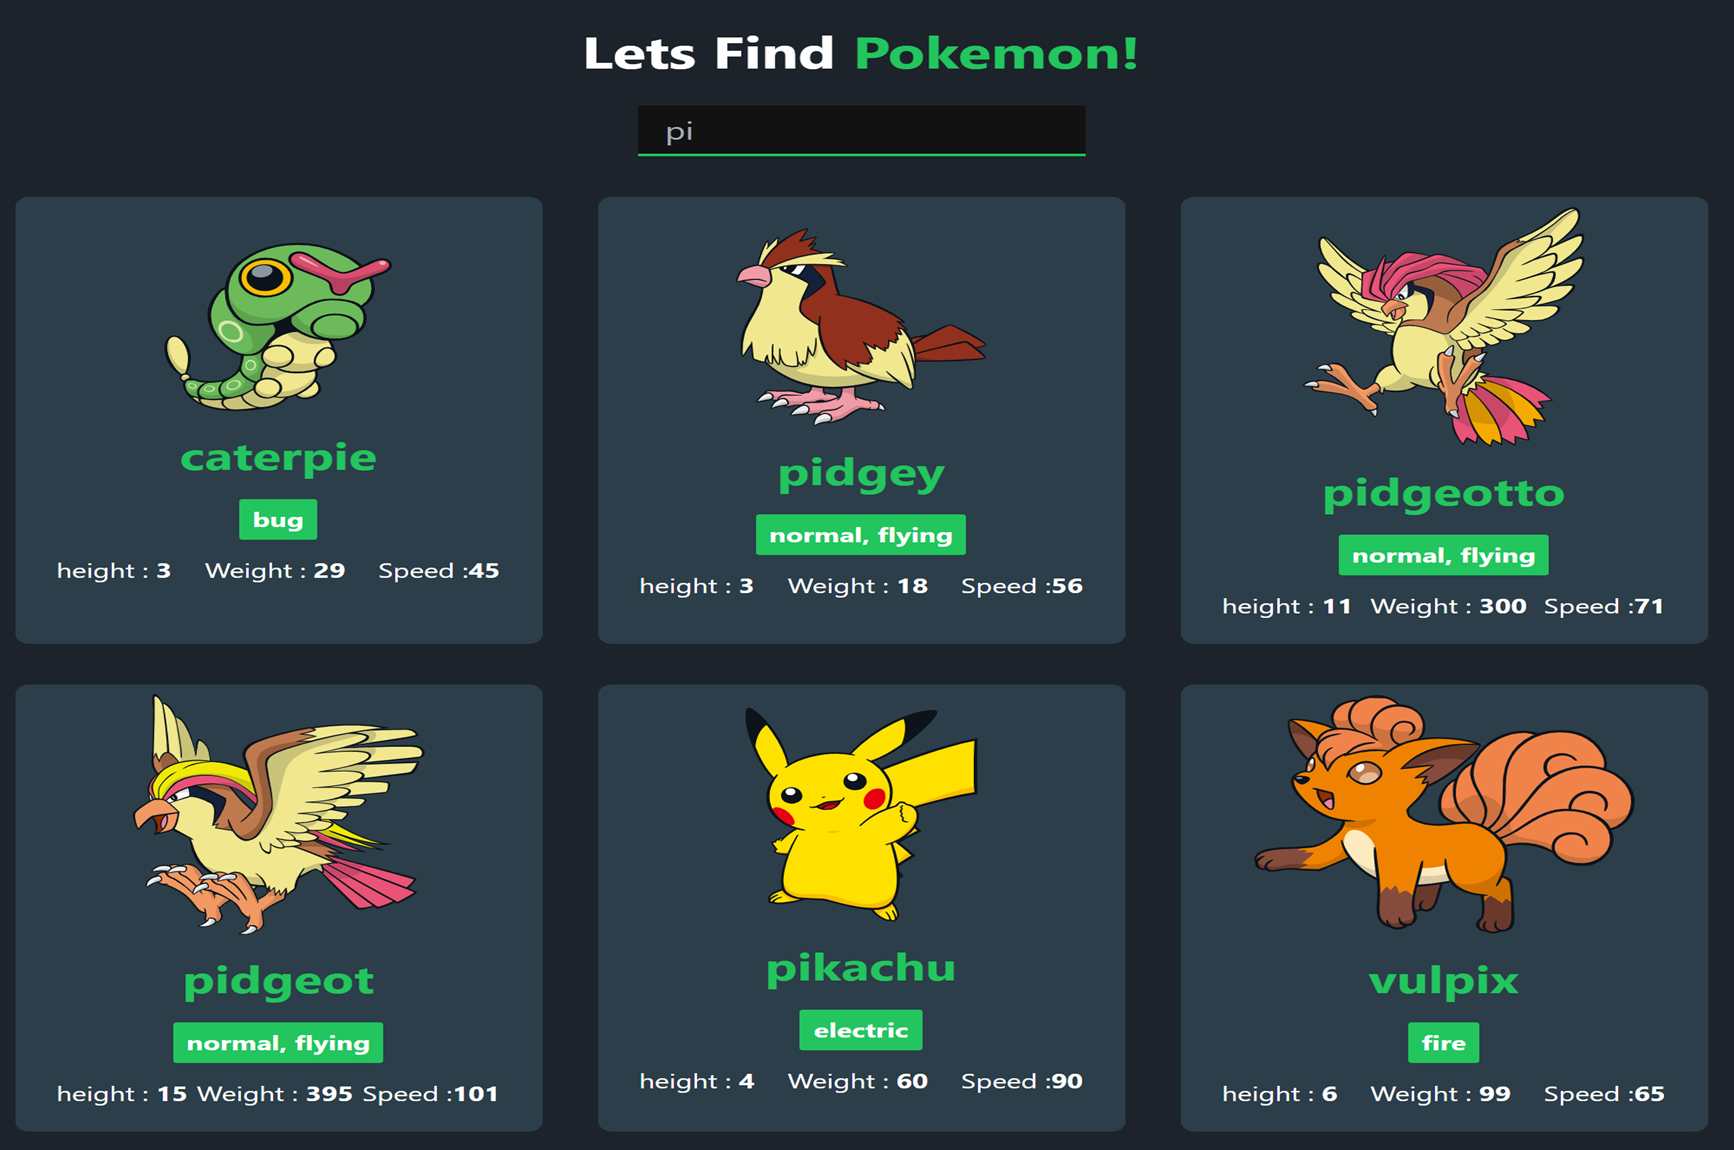 Lets Find Pokemon!
pi
caterpie
bug
height : 3 Weight : 29 Speed :45
pidgey
normal, flying
height : 3 Weight : 18 Speed :56
pidgeotto
normal, flying
height : 11 Weight : 300 Speed :71
pidgeot
normal, flying
height : 15 Weight : 395 Speed :101
pikachu
electric
height : 4 Weight : 60 Speed :90
vulpix
fire
height : 6 Weight : 99 Speed :65